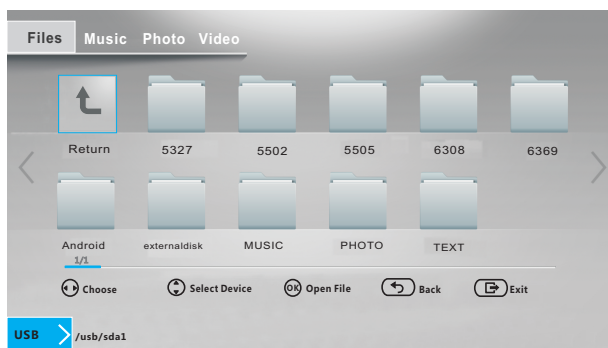 Files Music Photo Video
Return 5327 5502 5505 6308 6369
Android externaldisk MUSIC PHOTO TEXT
1/1
Choose Select Device OK Open File Back Exit
USB /usb/sda1